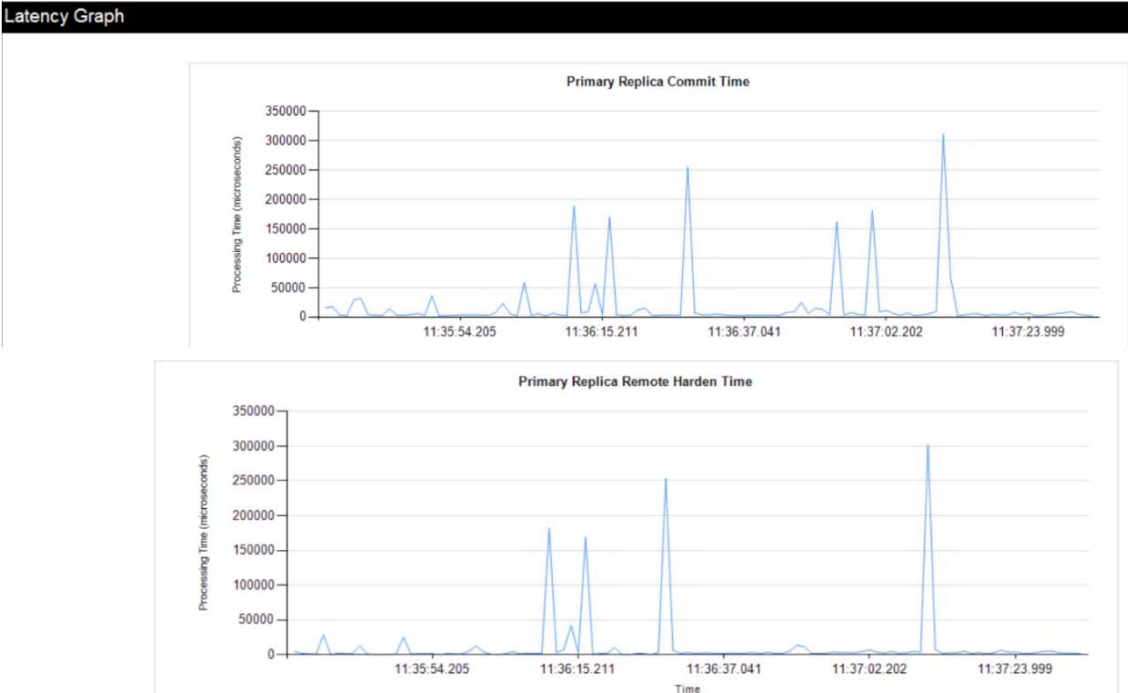 Latency Graph
Primary Replica Commit Time
Processing Time (microseconds)
350000
300000
250000
200000
150000
100000
50000
0
11:35:54.205 11:36:15.211 11:36:37.041 11:37:02.202 11:37:23.999
Primary Replica Remote Harden Time
Processing Time (microseconds)
350000
300000
250000
200000
150000
100000
50000
0
11:35:54.205 11:36:15.211 11:36:37.041 11:37:02.202 11:37:23.999
Time